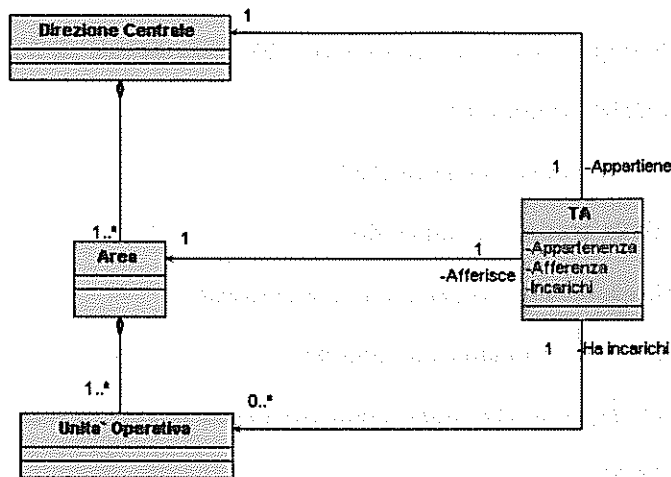 1
Direzione Centrale
1
-Appartiene
TA
1..*
1
1
Area
-Appartenenza
-Afferenza
-Incarichi
-Afferisce
1
-Ha incarichi
1..*
0..*
Unita` Operativa